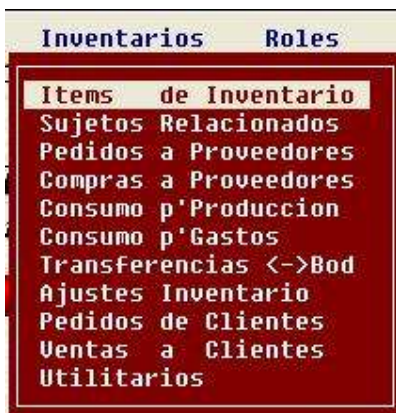 Inventarios Roles
Items de Inventario
Sujetos Relacionados
Pedidos a Proveedores
Compras a Proveedores
Consumo p'Produccion
Consumo p'Gastos
Transferencias <->Bod
Ajustes Inventario
Pedidos de Clientes
Ventas a Clientes
Utilitarios